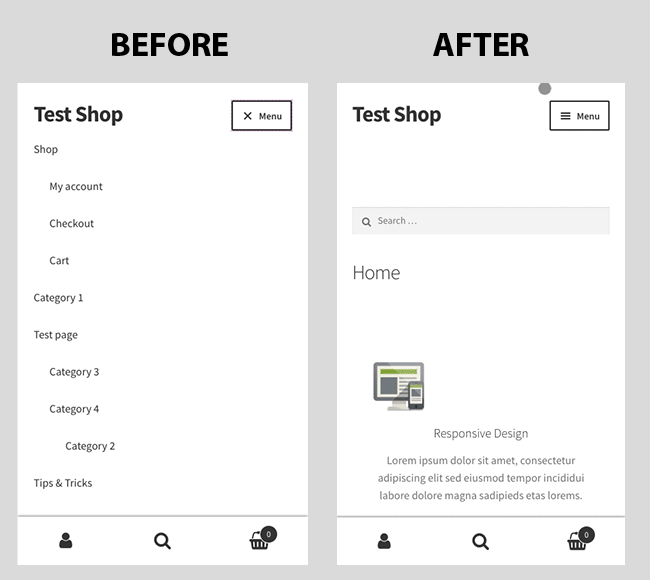 BEFORE
Test Shop
Menu
Shop
My account
Checkout
Cart
Category 1
Test page
Category 3
Category 4
Category 2
Tips & Tricks
0
AFTER
Test Shop
Menu
Search …
Home
Responsive Design
Lorem ipsum dolor sit amet, consectetur
adipiscing elit sed eiusmod tempor incididui
labore dolore magna sadipieds etas lorems.
0